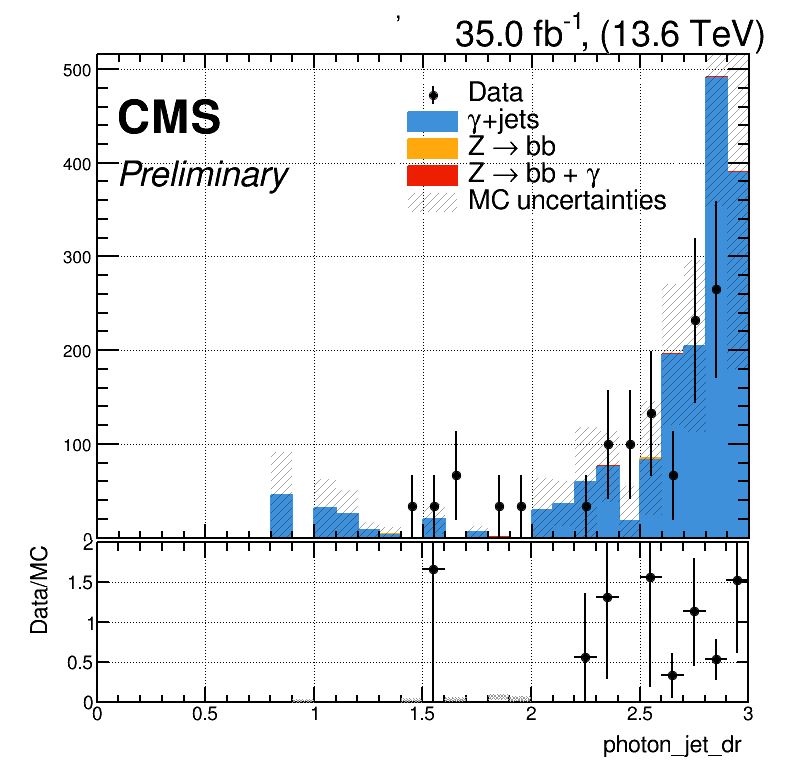 ,
35.0 fb-1, (13.6 TeV)
CMS
Preliminary
Data
γ+jets
Z → bb
Z → bb + γ
MC uncertainties
500
400
300
200
100
0
Data/MC
2
1.5
1
0.5
0
0 0.5 1 1.5 2 2.5 3
photon_jet_dr